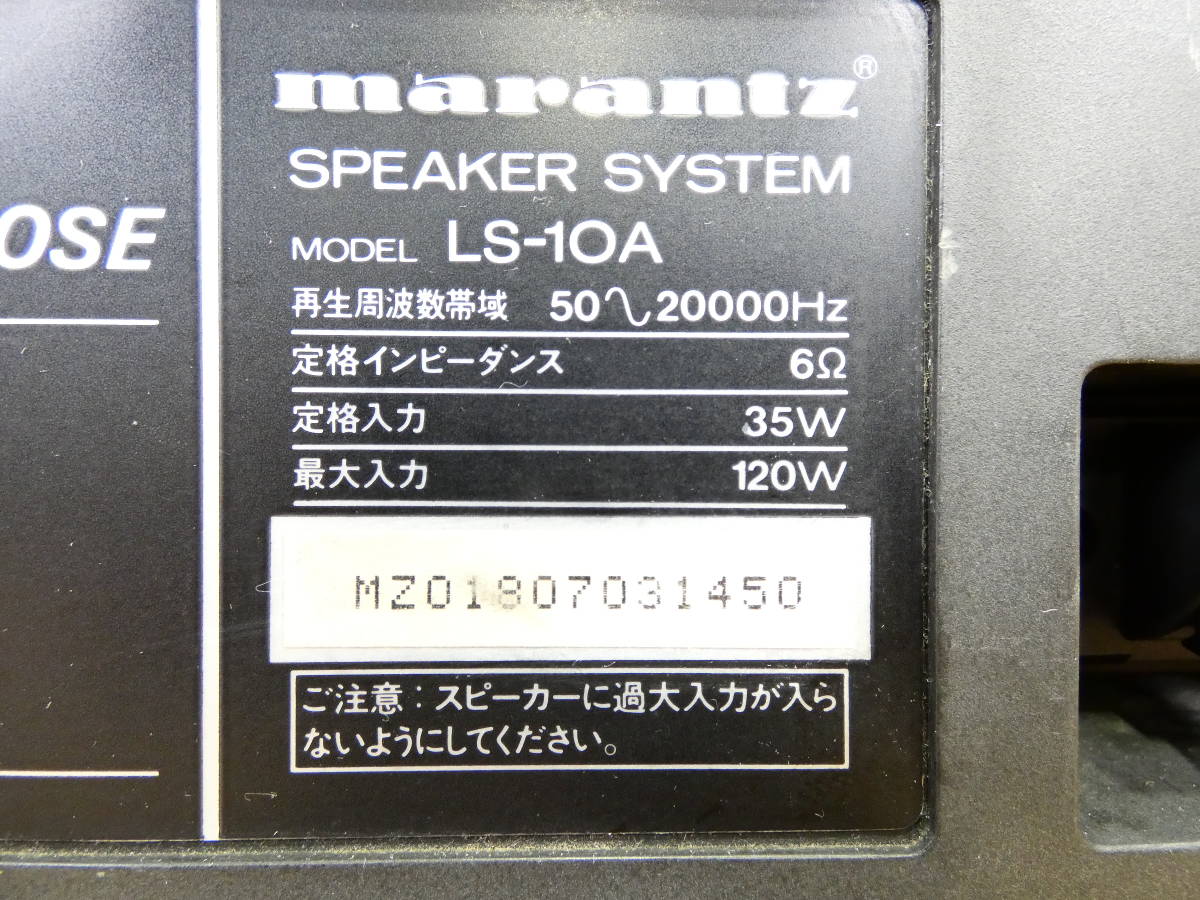 OSE
marantz®
SPEAKER SYSTEM
MODEL LS-10A
再生周波数帯域 50∿20000Hz
定格インピーダンス 6Ω
定格入力 35W
最大入力 120W
MZ01807031450
ご注意：スピーカーに過大入力が入ら
ないようにしてください。